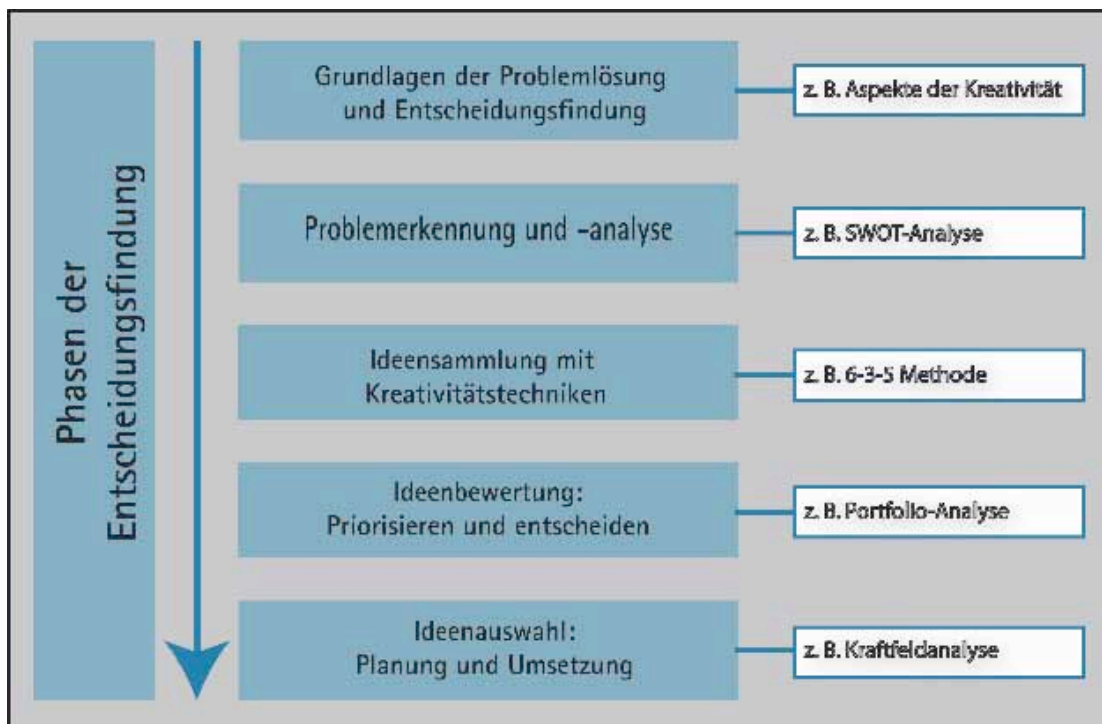 Phasen der
Entscheidungsfindung
Grundlagen der Problemlösung
und Entscheidungsfindung
z. B. Aspekte der Kreativität
Problemerkennung und -analyse
z. B. SWOT-Analyse
Ideensammlung mit
Kreativitätstechniken
z. B. 6-3-5 Methode
Ideenbewertung:
Priorisieren und entscheiden
z. B. Portfolio-Analyse
Ideenauswahl:
Planung und Umsetzung
z. B. Kraftfeldanalyse